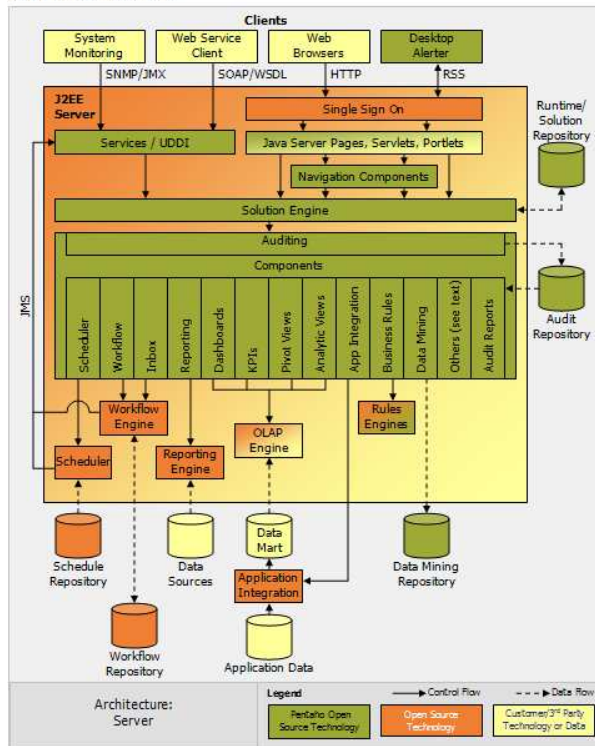 Clients
System
Monitoring
Web Service
Client
Web
Browsers
Desktop
Alerter
SNMP/JMX
SOAP/WSDL
HTTP
RSS
J2EE
Server
Single Sign On
Runtime/
Solution
Repository
Services / UDDI
Java Server Pages, Servlets, Portlets
Navigation Components
Solution Engine
Auditing
Components
JMS
Scheduler
Workflow
Inbox
Reporting
Dashboards
KPIs
Pivot Views
Analytic Views
App Integration
Business Rules
Data Mining
Others (see text)
Audit Reports
Audit
Repository
Workflow
Engine
Rules
Engines
OLAP
Engine
Scheduler
Reporting
Engine
Schedule
Repository
Data
Sources
Data
Mart
Data Mining
Repository
Application
Integration
Workflow
Repository
Application Data
Architecture:
Server
Legend
Control Flow
Data Flow
Pentaho Open
Source Technology
Open Source
Technology
Customer/3rd Party
Technology or Data